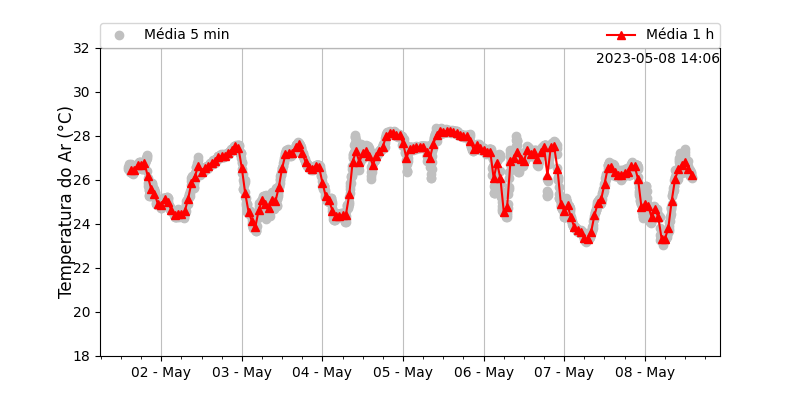 Média 5 min
Média 1 h
2023-05-08 14:06
Temperatura do Ar (°C)
32
30
28
26
24
22
20
18
02 - May
03 - May
04 - May
05 - May
06 - May
07 - May
08 - May